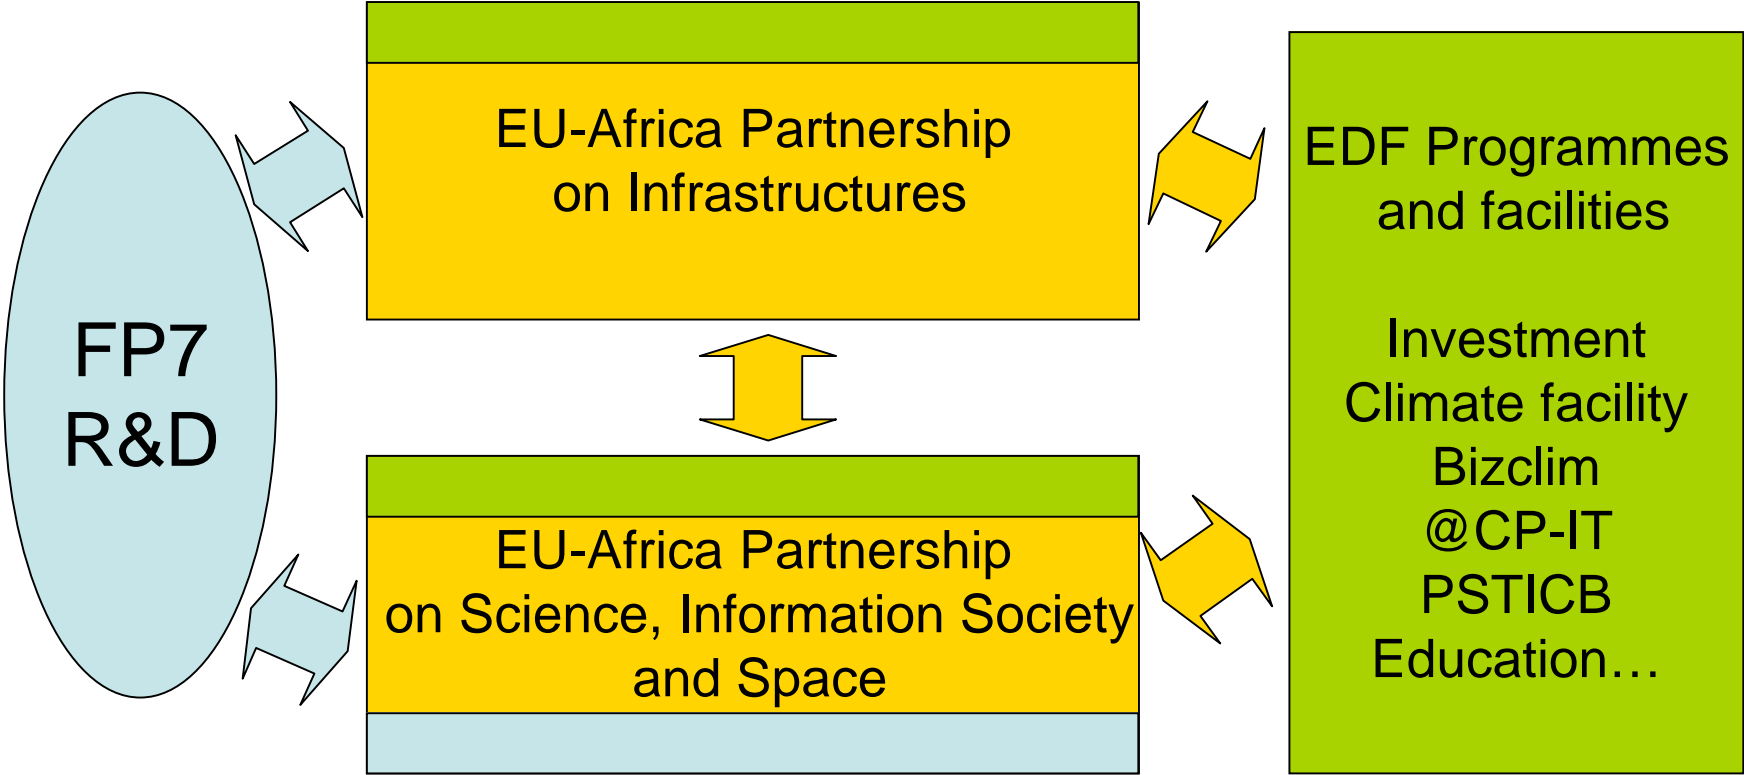 FP7
R&D
EU-Africa Partnership
on Infrastructures
EU-Africa Partnership
on Science, Information Society
and Space
EDF Programmes
and facilities
Investment
Climate facility
Bizclim
@CP-IT
PSTICB
Education…